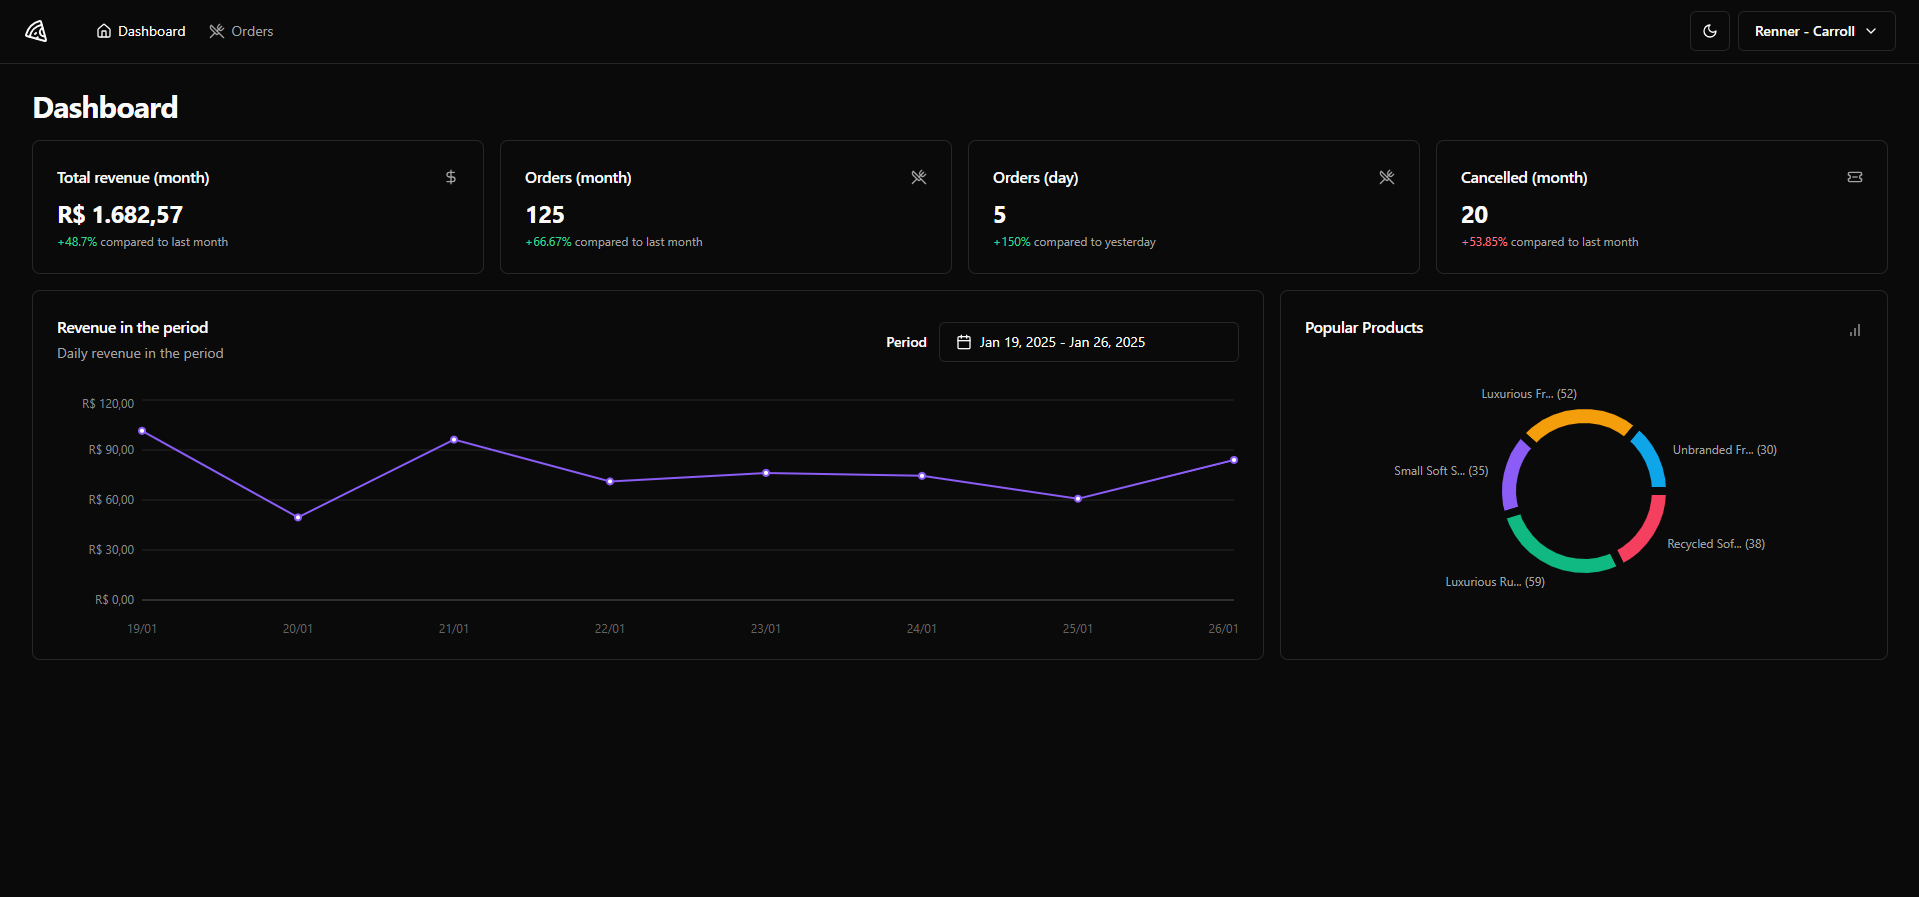 Dashboard
Orders
Renner - Carroll
Dashboard
Total revenue (month)
R$ 1.682,57
+48.7% compared to last month
Orders (month)
125
+66.67% compared to last month
Orders (day)
5
+150% compared to yesterday
Cancelled (month)
20
+53.85% compared to last month
Revenue in the period
Daily revenue in the period
Period
Jan 19, 2025 - Jan 26, 2025
R$ 120,00
R$ 90,00
R$ 60,00
R$ 30,00
R$ 0,00
19/01
20/01
21/01
22/01
23/01
24/01
25/01
26/01
Popular Products
Luxurious Fr... (52)
Unbranded Fr... (30)
Small Soft S... (35)
Recycled Sof... (38)
Luxurious Ru... (59)